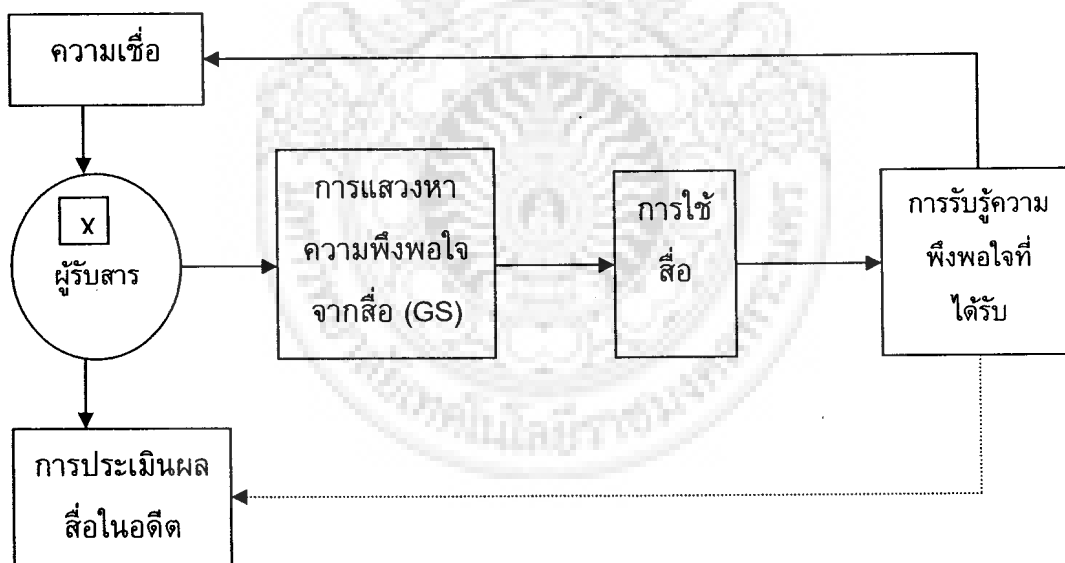 ความเชื่อ
x
ผู้รับสาร
การแสวงหา
ความพึงพอใจ
จากสื่อ (GS)
การใช้
สื่อ
การรับรู้ความ
พึงพอใจที่
ได้รับ
การประเมินผล
สื่อในอดีต